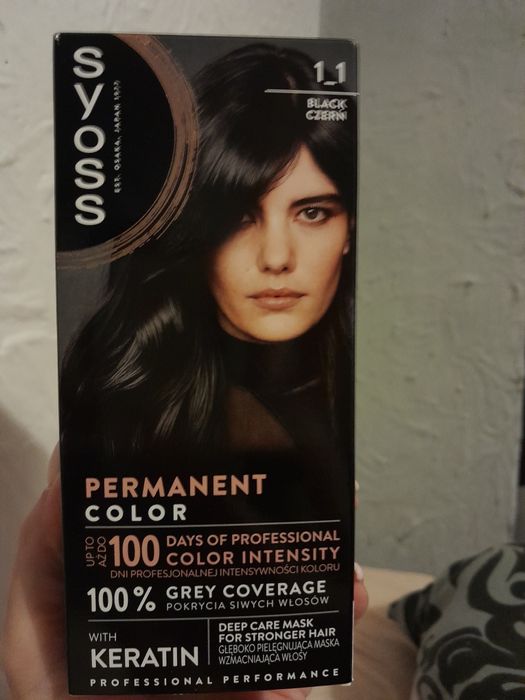 syoss
EST. OSAKA, JAPAN 1977
1_1
BLACK
CZERŃ
PERMANENT
COLOR
UP TO
AŻ DO
100 DAYS OF PROFESSIONAL
COLOR INTENSITY
DNI PROFESJONALNEJ INTENSYWNOŚCI KOLORU
100% GREY COVERAGE
POKRYCIA SIWYCH WŁOSÓW
WITH
KERATIN
DEEP CARE MASK
FOR STRONGER HAIR
GŁĘBOKO PIELĘGNUJĄCA MASKA
WZMACNIAJĄCA WŁOSY
PROFESSIONAL PERFORMANCE